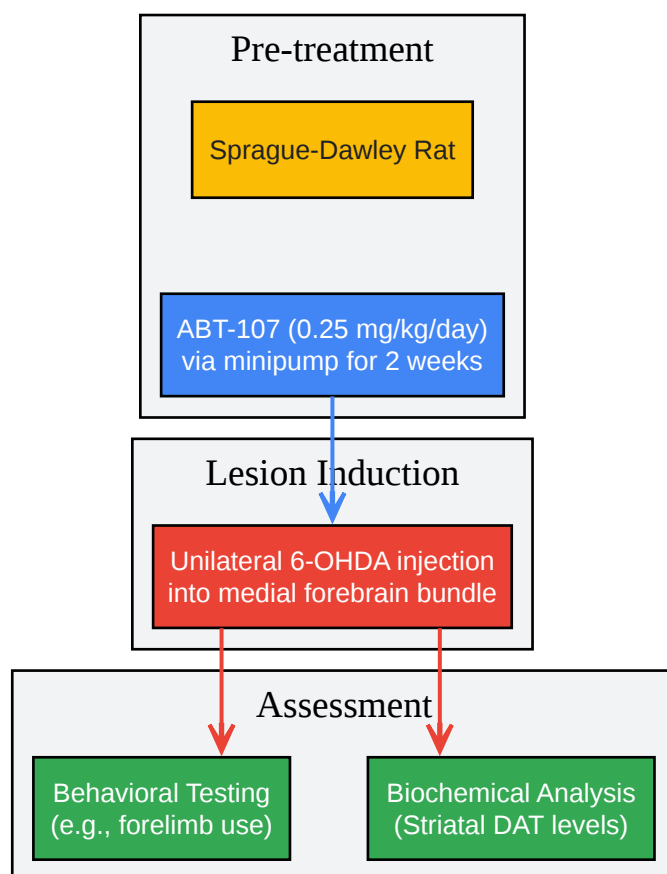 Pre-treatment
Sprague-Dawley Rat
ABT-107 (0.25 mg/kg/day)
via minipump for 2 weeks
Lesion Induction
Unilateral 6-OHDA injection
into medial forebrain bundle
Assessment
Behavioral Testing
(e.g., forelimb use)
Biochemical Analysis
(Striatal DAT levels)